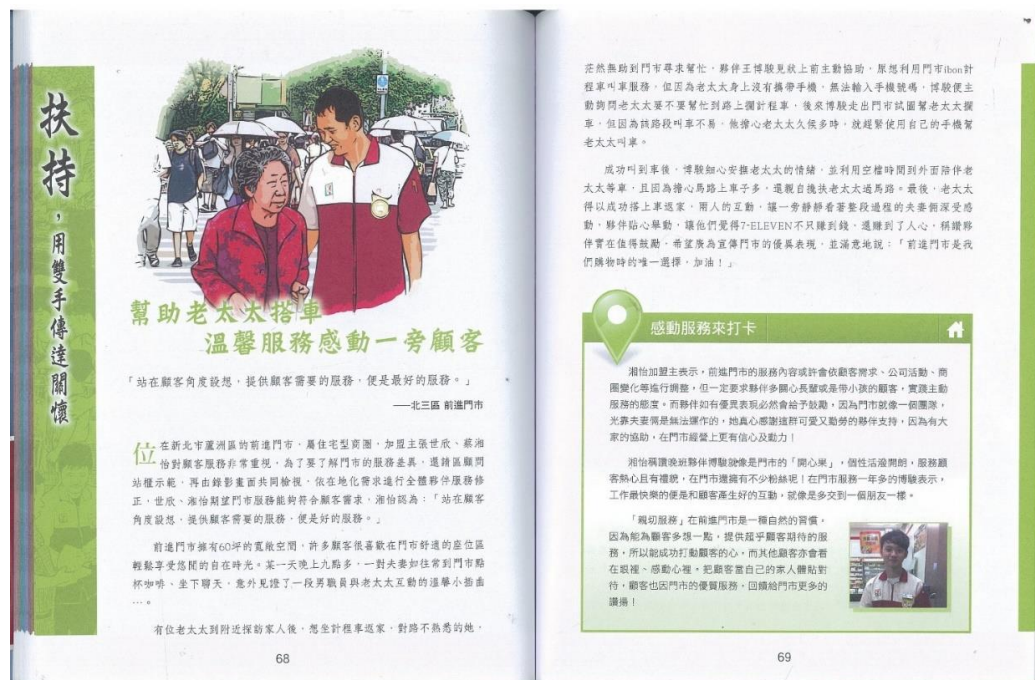 扶持，用雙手傳達關懷
幫助老太太搭車
溫馨服務感動一旁顧客
「站在顧客角度設想，提供顧客需要的服務，便是最好的服務。」
——北三區 前進門市
位在新北市蘆洲區的前進門市，屬住宅型商圈，加盟主張世欣、蔡湘
怡對顧客服務非常重視，為了要了解門市的服務差異，還請區顧問
站櫃示範，再由錄影畫面共同檢視，依在地化需求進行全體夥伴服務修
正，世欣、湘怡期望門市服務能夠符合顧客需求，湘怡認為：「站在顧客
角度設想，提供顧客需要的服務，便是好的服務。」
前進門市擁有60坪的寬敞空間，許多顧客很喜歡在門市舒適的座位區
輕鬆享受悠閒的自在時光。某一天晚上九點多，一對夫妻如往常到門市點
杯咖啡、坐下聊天，意外見證了一段男職員與老太太互動的溫馨小插曲
…。
有位老太太到附近探訪家人後，想坐計程車返家，對路不熟悉的她，
68
茫然無助到門市尋求幫忙，夥伴王博駿見狀上前主動協助，原想利用門市ibon計
程車叫車服務，但因為老太太身上沒有攜帶手機，無法輸入手機號碼，博駿便主
動詢問老太太要不要幫忙到路上攔計程車，後來博駿走出門市試圖幫老太太攔
車，但因為該路段叫車不易，他擔心老太太久候多時，就趕緊使用自己的手機幫
老太太叫車。
成功叫到車後，博駿細心安撫老太太的情緒，並利用空檔時間到外面陪伴老
太太等車，且因為擔心馬路上車子多，還親自攙扶老太太過馬路。最後，老太太
得以成功搭上車返家，兩人的互動，讓一旁靜靜看著整段過程的夫妻倆深受感
動，夥伴貼心舉動，讓他們覺得7-ELEVEN不只賺到錢，還賺到了人心，稱讚夥
伴實在值得鼓勵，希望廣為宣傳門市的優異表現，並滿意地說：「前進門市是我
們購物時的唯一選擇，加油！」
感動服務來打卡
湘怡加盟主表示，前進門市的服務內容或許會依顧客需求、公司活動、商
圈變化等進行調整，但一定要求夥伴多關心長輩或是帶小孩的顧客，實踐主動
服務的態度。而夥伴如有優異表現必然會給予鼓勵，因為門市就像一個團隊，
光靠夫妻倆是無法運作的，她真心感謝這群可愛又勤勞的夥伴支持，因為有大
家的協助，在門市經營上更有信心及動力！
湘怡稱讚晚班夥伴博駿就像是門市的「開心果」，個性活潑開朗，服務顧
客熱心且有禮貌，在門市還擁有不少粉絲呢！在門市服務一年多的博駿表示，
工作最快樂的便是和顧客產生好的互動，就像是多交到一個朋友一樣。
「親切服務」在前進門市是一種自然的習慣，
因為能為顧客多想一點，提供超乎顧客期待的服
務，所以能成功打動顧客的心，而其他顧客亦會看
在眼裡、感動心裡。把顧客當自己的家人體貼對
待，顧客也因門市的優質服務，回饋給門市更多的
讚揚！
69